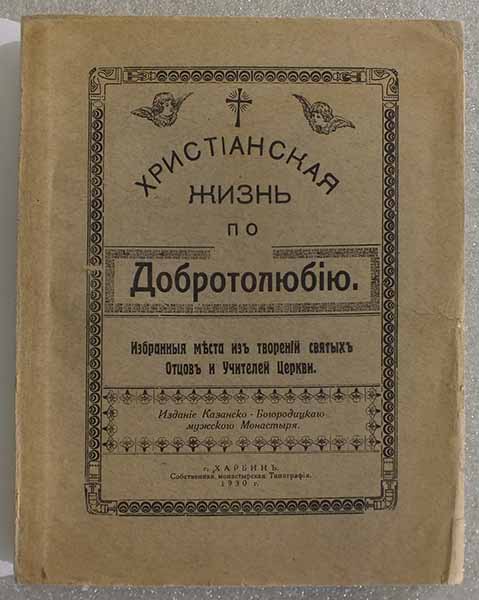 ХРИСТІАНСКАЯ
ЖИЗНЬ
ПО
Добротолюбію.
Избранныя мѣста изъ твореній святыхъ
Отцовъ и Учителей Церкви.
Изданіе Казанско-Богородицкаго
мужского Монастыря.
г. ХАРБИНЪ.
Собственная монастырская Типографія.
1930 г.